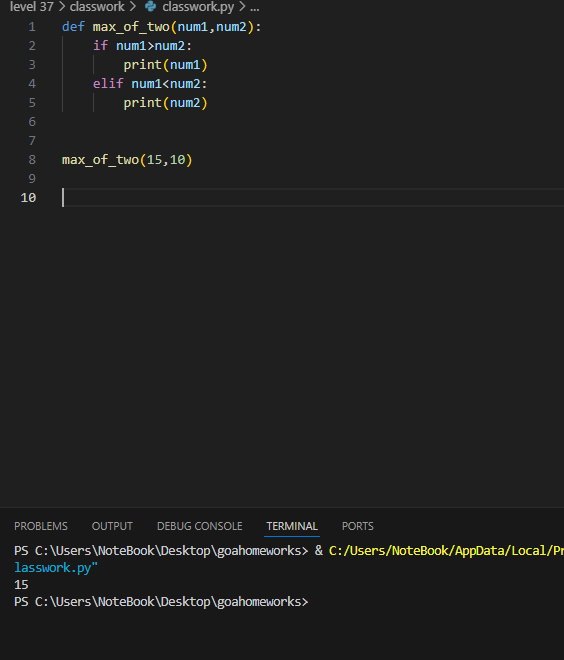 level 37 > classwork > classwork.py > ...
1 def max_of_two(num1,num2):
2     if num1>num2:
3         print(num1)
4     elif num1<num2:
5         print(num2)
6
7
8 max_of_two(15,10)
9
10
PROBLEMS OUTPUT DEBUG CONSOLE TERMINAL PORTS
PS C:\Users\NoteBook\Desktop\goahomeworks> & C:/Users/NoteBook/AppData/Local/Pr
lasswork.py"
15
PS C:\Users\NoteBook\Desktop\goahomeworks>